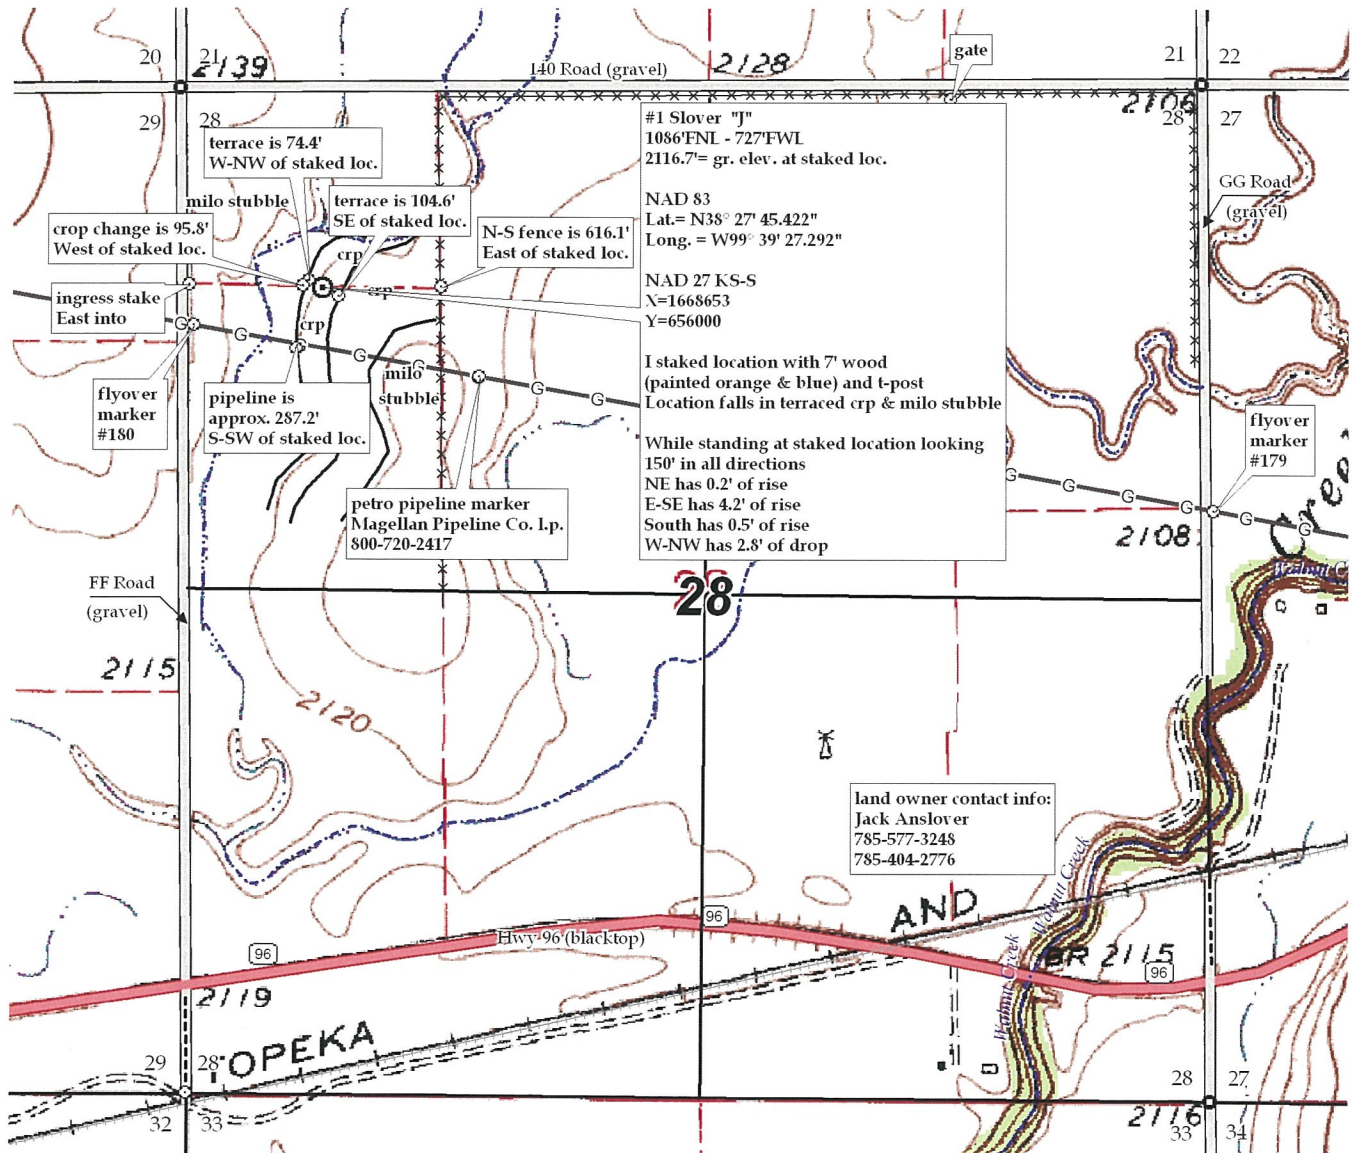 20
21
2139
140 Road (gravel)
2128
gate
21
22
2106
29
28
28
27
terrace is 74.4'
W-NW of staked loc.
milo stubble
terrace is 104.6'
SE of staked loc.
crop change is 95.8'
West of staked loc.
N-S fence is 616.1'
East of staked loc.
crp
crp
crp
ingress stake
East into
#1 Slover "J"
1086'FNL - 727'FWL
2116.7'= gr. elev. at staked loc.
NAD 83
Lat.= N38° 27' 45.422"
Long. = W99° 39' 27.292"
NAD 27 KS-S
X=1668653
Y=656000
I staked location with 7' wood
(painted orange & blue) and t-post
Location falls in terraced crp & milo stubble
While standing at staked location looking
150' in all directions
NE has 0.2' of rise
E-SE has 4.2' of rise
South has 0.5' of rise
W-NW has 2.8' of drop
GG Road
(gravel)
G
G
G
G
G
G
milo
stubble
flyover
marker
#180
pipeline is
approx. 287.2'
S-SW of staked loc.
petro pipeline marker
Magellan Pipeline Co. l.p.
800-720-2417
flyover
marker
#179
G
G
G
G
G
G
2108
Creek
Walnut C
FF Road
(gravel)
28
2115
2120
land owner contact info:
Jack Anslover
785-577-3248
785-404-2776
Walnut Creek
AND
96
Hwy 96 (blacktop)
96
BR 2115
96
Walnut Creek
2119
TOPEKA
29
28
28
27
32
33
2116
33
34